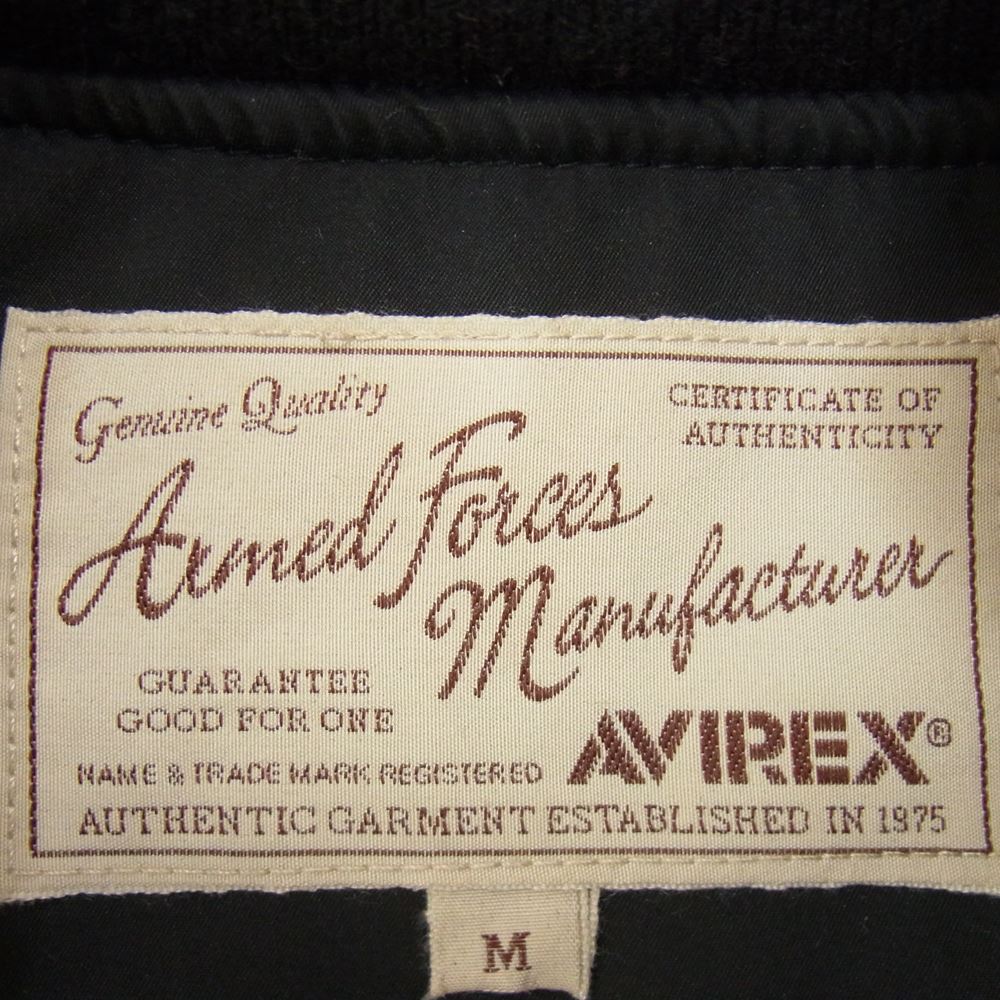 Genuine Quality
CERTIFICATE OF
AUTHENTICITY
Armed Forces
Manufacturer
GUARANTEE
GOOD FOR ONE
AVIREX®
NAME & TRADE MARK REGISTERED
AUTHENTIC GARMENT ESTABLISHED IN 1975
M